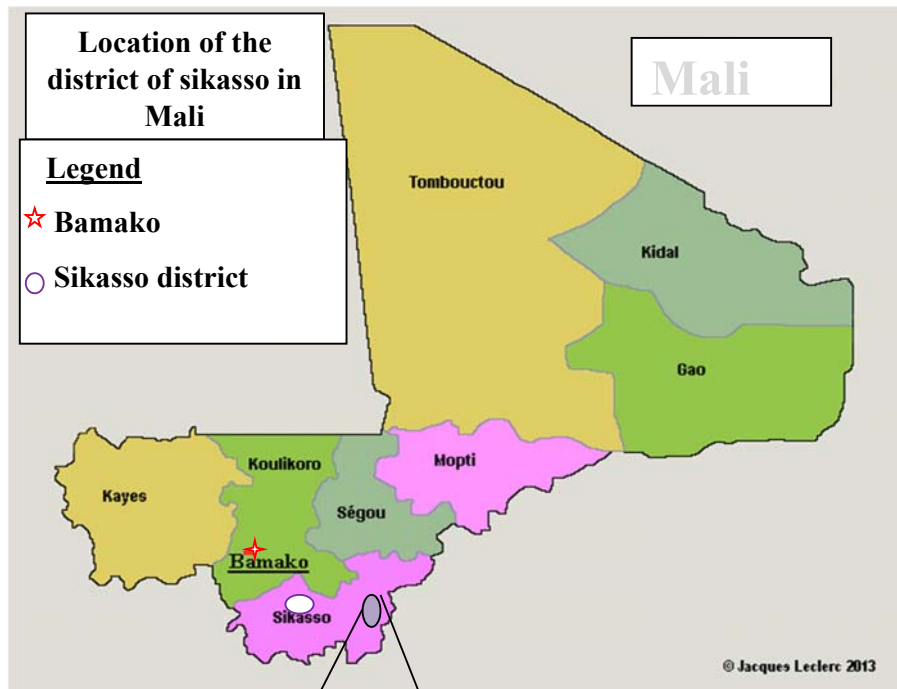 Location of the
district of sikasso in
Mali
Mali
Legend
Bamako
Sikasso district
Tombouctou
Kidal
Gao
Mopti
Koulikoro
Kayes
Ségou
Bamako
Sikasso
© Jacques Leclerc 2013